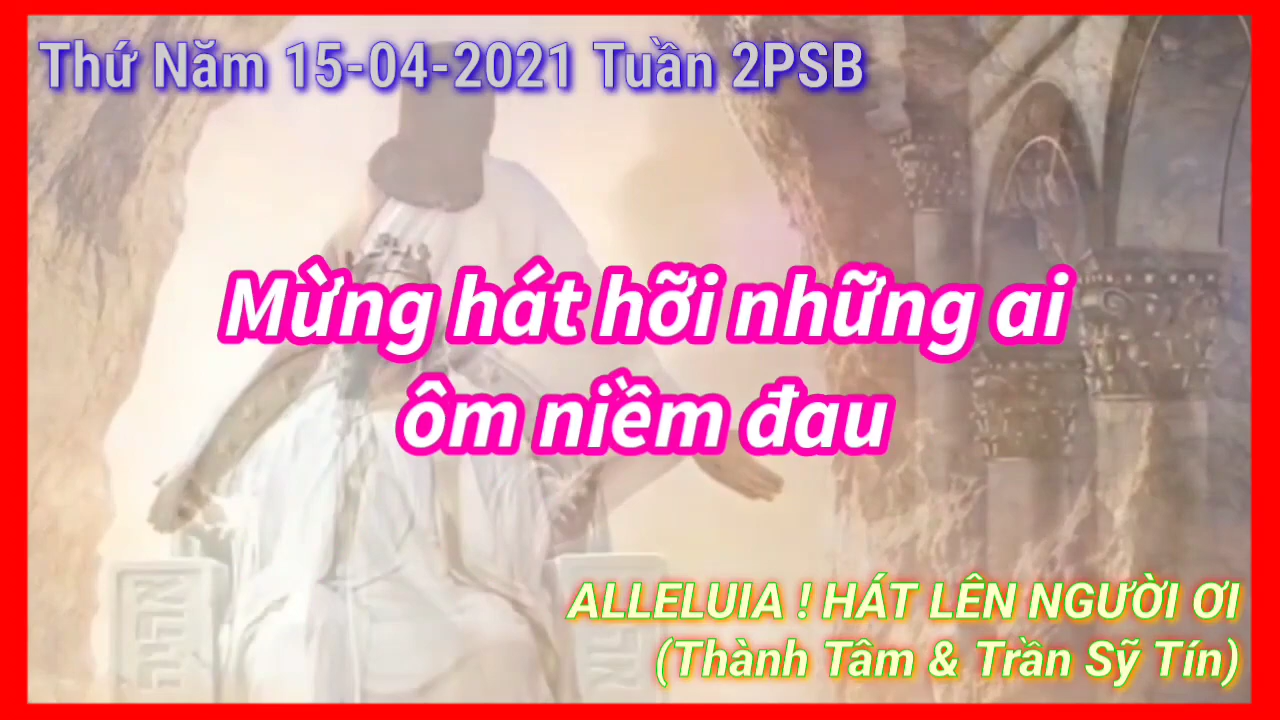 Thứ Năm 15-04-2021 Tuần 2PSB
Mừng hát hỡi những ai
ôm niềm đau
ALLELUIA ! HÁT LÊN NGƯỜI ƠI
(Thành Tâm & Trần Sỹ Tín)